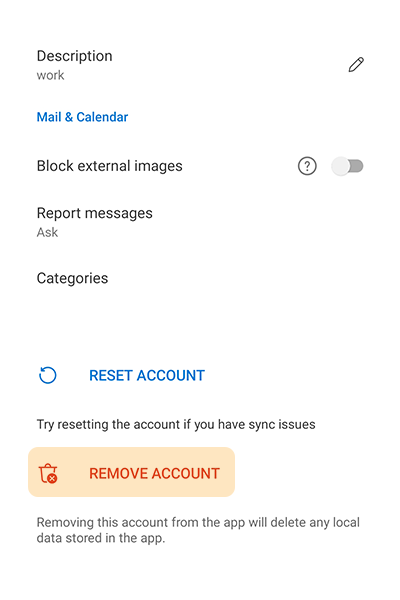 Description
work
Mail & Calendar
Block external images
?
Report messages
Ask
Categories
RESET ACCOUNT
Try resetting the account if you have sync issues
REMOVE ACCOUNT
Removing this account from the app will delete any local
data stored in the app.